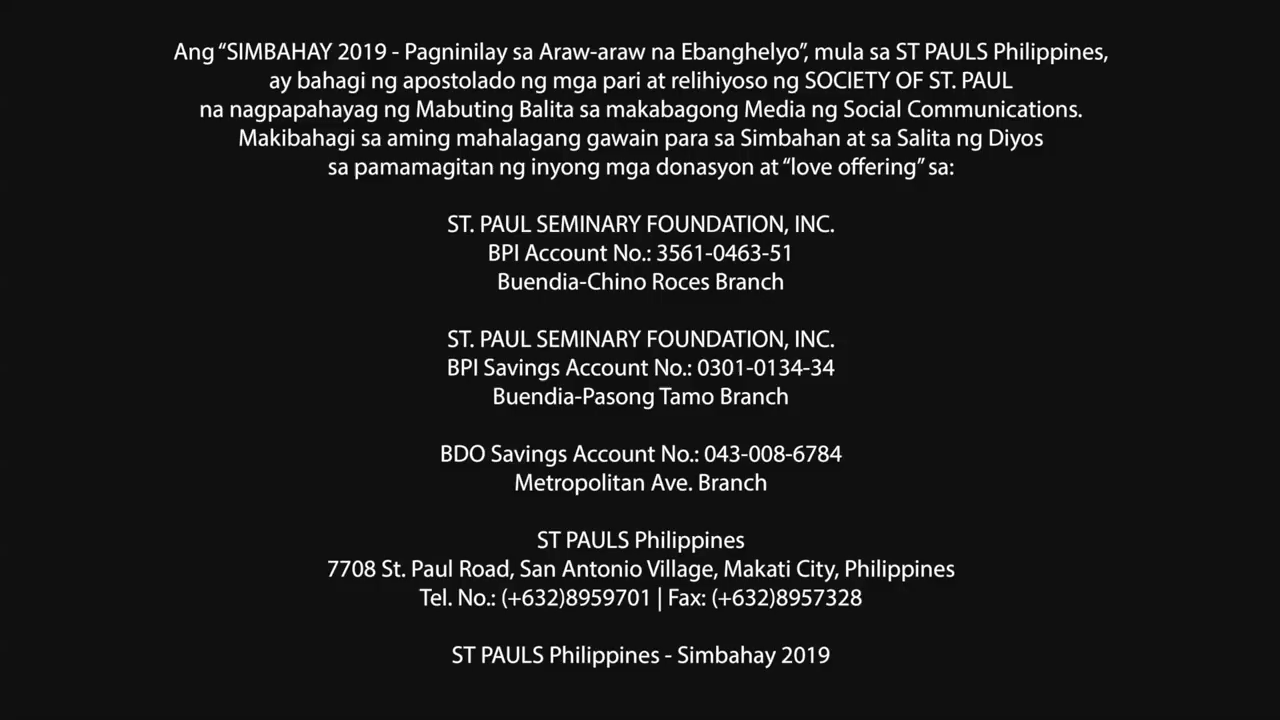 Ang “SIMBAHAY 2019 - Pagninilay sa Araw-araw na Ebanghelyo”, mula sa ST PAULS Philippines,
ay bahagi ng apostolado ng mga pari at relihiyoso ng SOCIETY OF ST. PAUL
na nagpapahayag ng Mabuting Balita sa makabagong Media ng Social Communications.
Makibahagi sa aming mahalagang gawain para sa Simbahan at sa Salita ng Diyos
sa pamamagitan ng inyong mga donasyon at “love offering” sa:
ST. PAUL SEMINARY FOUNDATION, INC.
BPI Account No.: 3561-0463-51
Buendia-Chino Roces Branch
ST. PAUL SEMINARY FOUNDATION, INC.
BPI Savings Account No.: 0301-0134-34
Buendia-Pasong Tamo Branch
BDO Savings Account No.: 043-008-6784
Metropolitan Ave. Branch
ST PAULS Philippines
7708 St. Paul Road, San Antonio Village, Makati City, Philippines
Tel. No.: (+632)8959701 | Fax: (+632)8957328
ST PAULS Philippines - Simbahay 2019